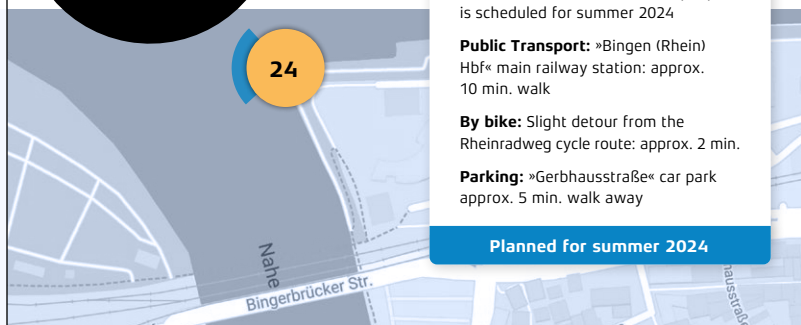 is scheduled for summer 2024
24
Public Transport: »Bingen (Rhein)
Hbf« main railway station: approx.
10 min. walk
By bike: Slight detour from the
Rheinradweg cycle route: approx. 2 min.
Parking: »Gerbhausstraße« car park
approx. 5 min. walk away
Planned for summer 2024
Nahe
Bingerbrücker Str.